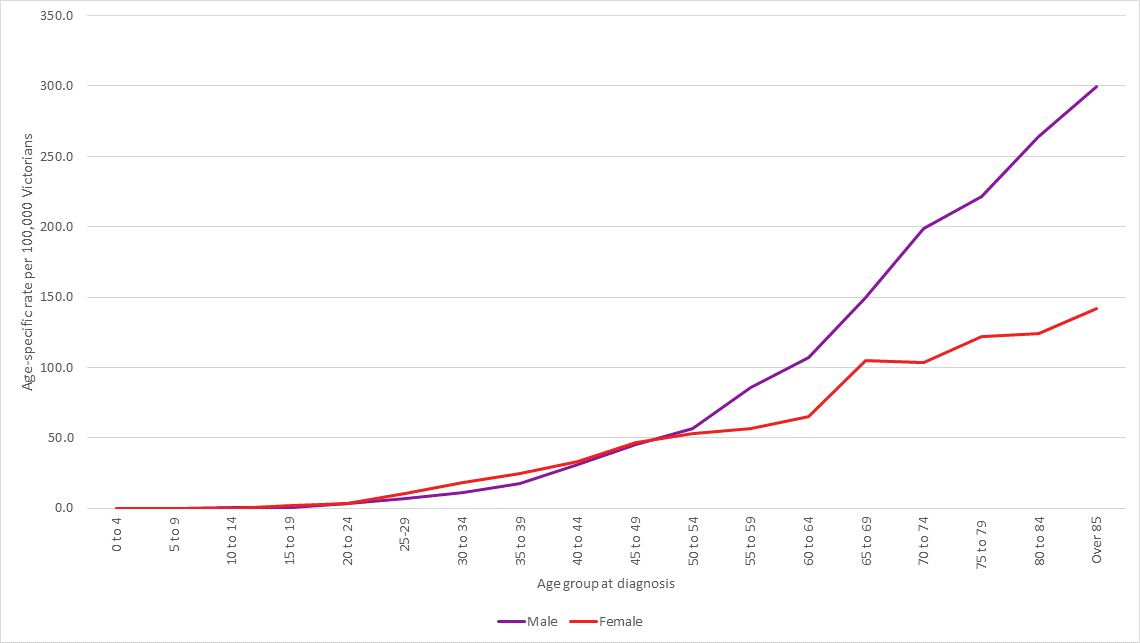 350.0
300.0
250.0
200.0
150.0
100.0
50.0
0.0
Age-specific rate per 100,000 Victorians
0 to 4
5 to 9
10 to 14
15 to 19
20 to 24
25-29
30 to 34
35 to 39
40 to 44
45 to 49
50 to 54
55 to 59
60 to 64
65 to 69
70 to 74
75 to 79
80 to 84
Over 85
Age group at diagnosis
Male Female